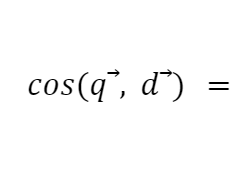 cos(q⃗, d⃗) =